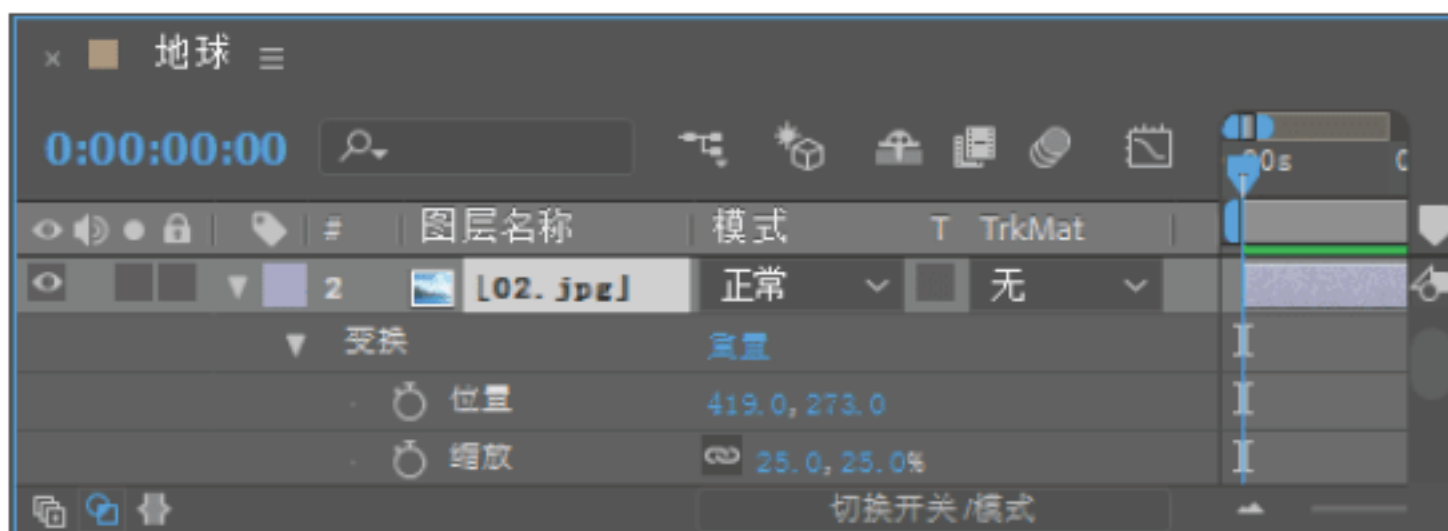 地球
0:00:00:00
00s
# 图层名称 模式 T TrkMat
2 [02.jpg] 正常 无
变换 重置
位置 419.0, 273.0
缩放 25.0, 25.0%
切换开关/模式